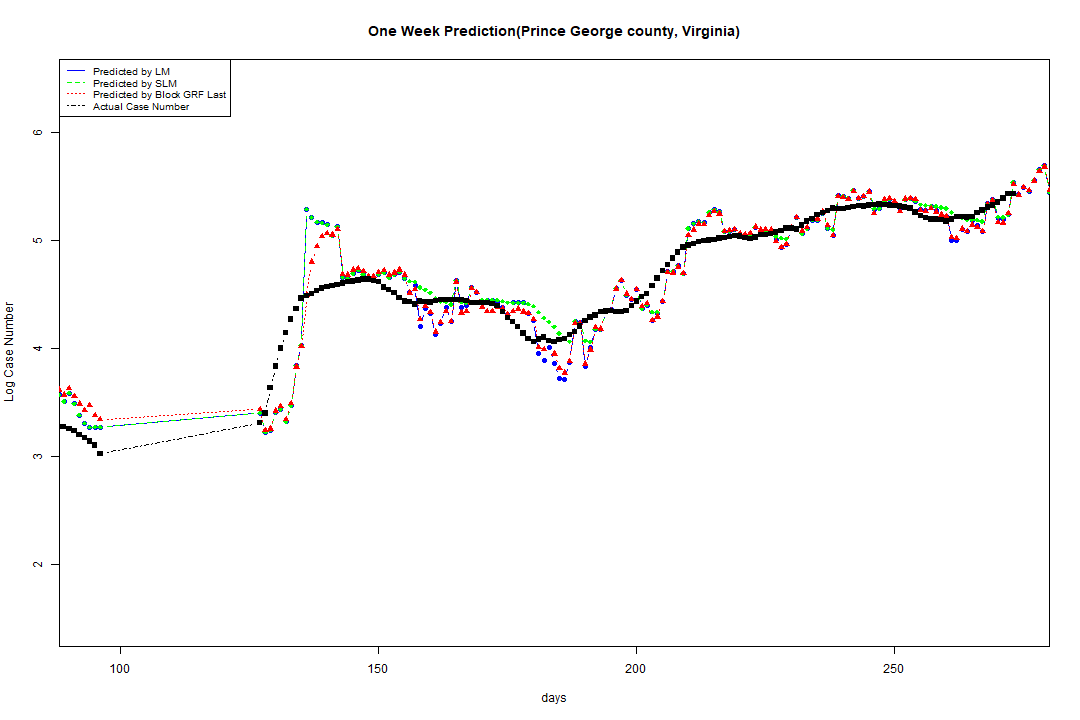 One Week Prediction(Prince George county, Virginia)
Predicted by LM
Predicted by SLM
Predicted by Block GRF Last
Actual Case Number
6
5
4
3
2
Log Case Number
100 150 200 250
days